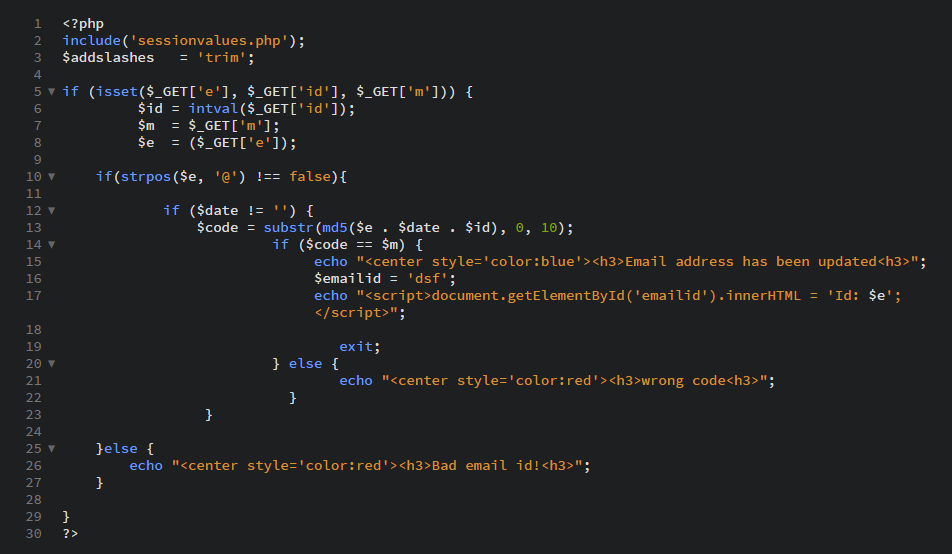 1 <?php
2 include('sessionvalues.php');
3 $addslashes   = 'trim';
4
5 if (isset($_GET['e'], $_GET['id'], $_GET['m'])) {
6 $id = intval($_GET['id']);
7 $m  = $_GET['m'];
8 $e  = ($_GET['e']);
9
10 if(strpos($e, '@') !== false){
11
12 if ($date != '') {
13 $code = substr(md5($e . $date . $id), 0, 10);
14 if ($code == $m) {
15 echo "<center style='color:blue'><h3>Email address has been updated<h3>";
16 $emailid = 'dsf';
17 echo "<script>document.getElementById('emailid').innerHTML = 'Id: $e';
</script>";
18
19 exit;
20 } else {
21 echo "<center style='color:red'><h3>wrong code<h3>";
22 }
23 }
24
25 }else {
26 echo "<center style='color:red'><h3>Bad email id!<h3>";
27 }
28
29 }
30 ?>